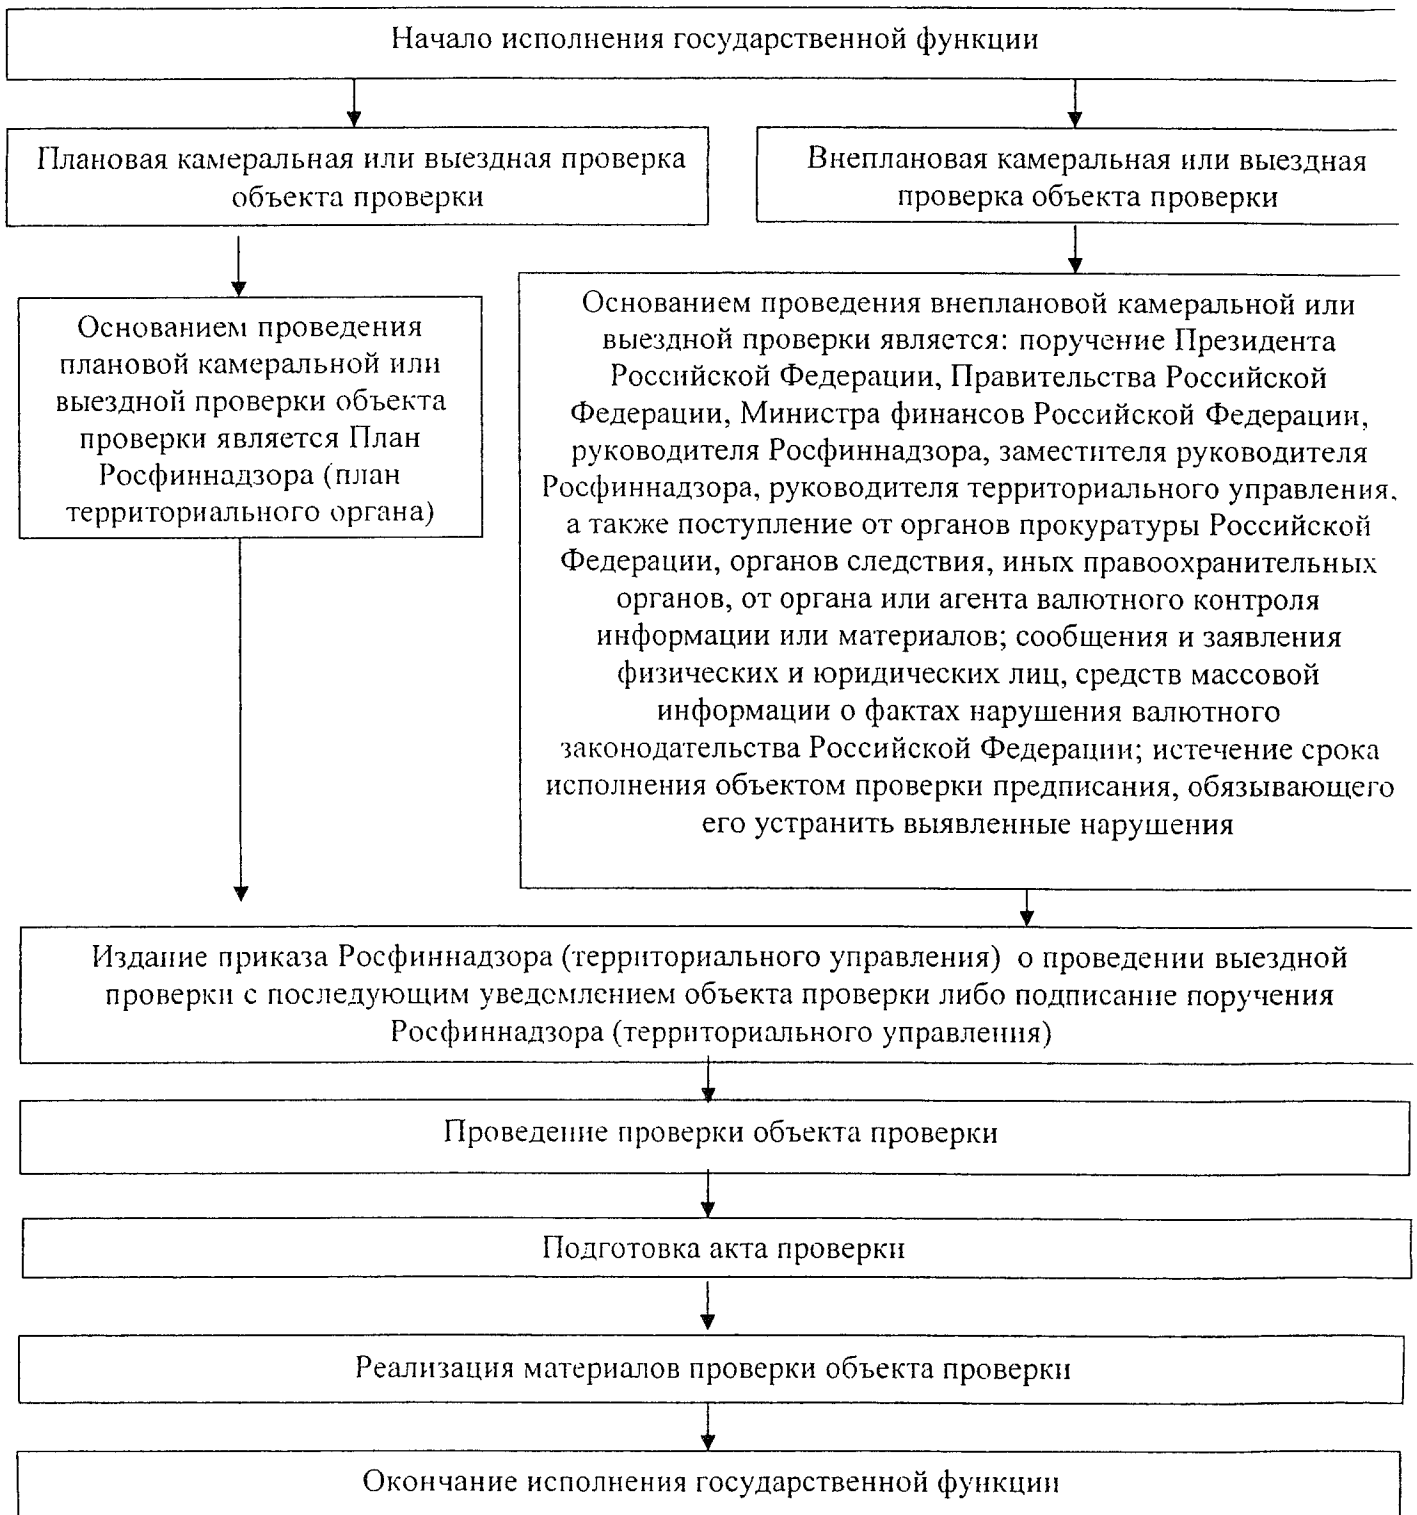 Начало исполнения государственной функции
Плановая камеральная или выездная проверка
объекта проверки
Внеплановая камеральная или выездная
проверка объекта проверки
Основанием проведения
плановой камеральной или
выездной проверки объекта
проверки является План
Росфиннадзора (план
территориального органа)
Основанием проведения внеплановой камеральной или
выездной проверки является: поручение Президента
Российской Федерации, Правительства Российской
Федерации, Министра финансов Российской Федерации,
руководителя Росфиннадзора, заместителя руководителя
Росфиннадзора, руководителя территориального управления,
а также поступление от органов прокуратуры Российской
Федерации, органов следствия, иных правоохранительных
органов, от органа или агента валютного контроля
информации или материалов; сообщения и заявления
физических и юридических лиц, средств массовой
информации о фактах нарушения валютного
законодательства Российской Федерации; истечение срока
исполнения объектом проверки предписания, обязывающего
его устранить выявленные нарушения
Издание приказа Росфиннадзора (территориального управления) о проведении выездной
проверки с последующим уведомлением объекта проверки либо подписание поручения
Росфиннадзора (территориального управления)
Проведение проверки объекта проверки
Подготовка акта проверки
Реализация материалов проверки объекта проверки
Окончание исполнения государственной функции